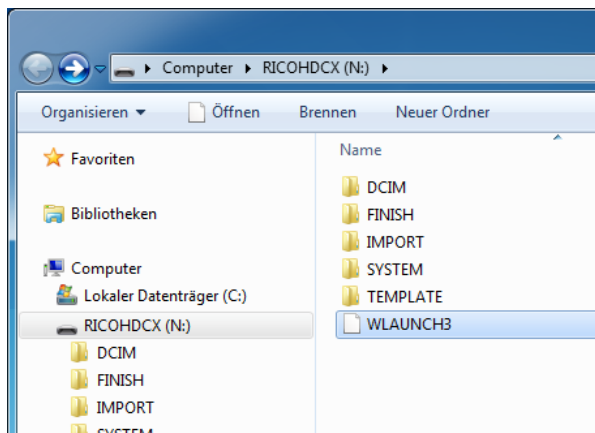 Computer RICOHDCX (N:)
Organisieren Öffnen Brennen Neuer Ordner
Favoriten
Bibliotheken
Computer
Lokaler Datenträger (C:)
RICOHDCX (N:)
DCIM
FINISH
IMPORT
SYSTEM
Name
DCIM
FINISH
IMPORT
SYSTEM
TEMPLATE
WLAUNCH3